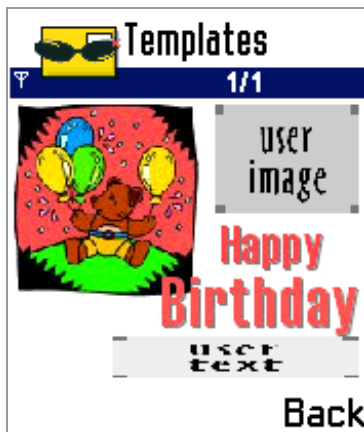 Templates
1/1
user
image
Happy
Birthday
user
text
Back